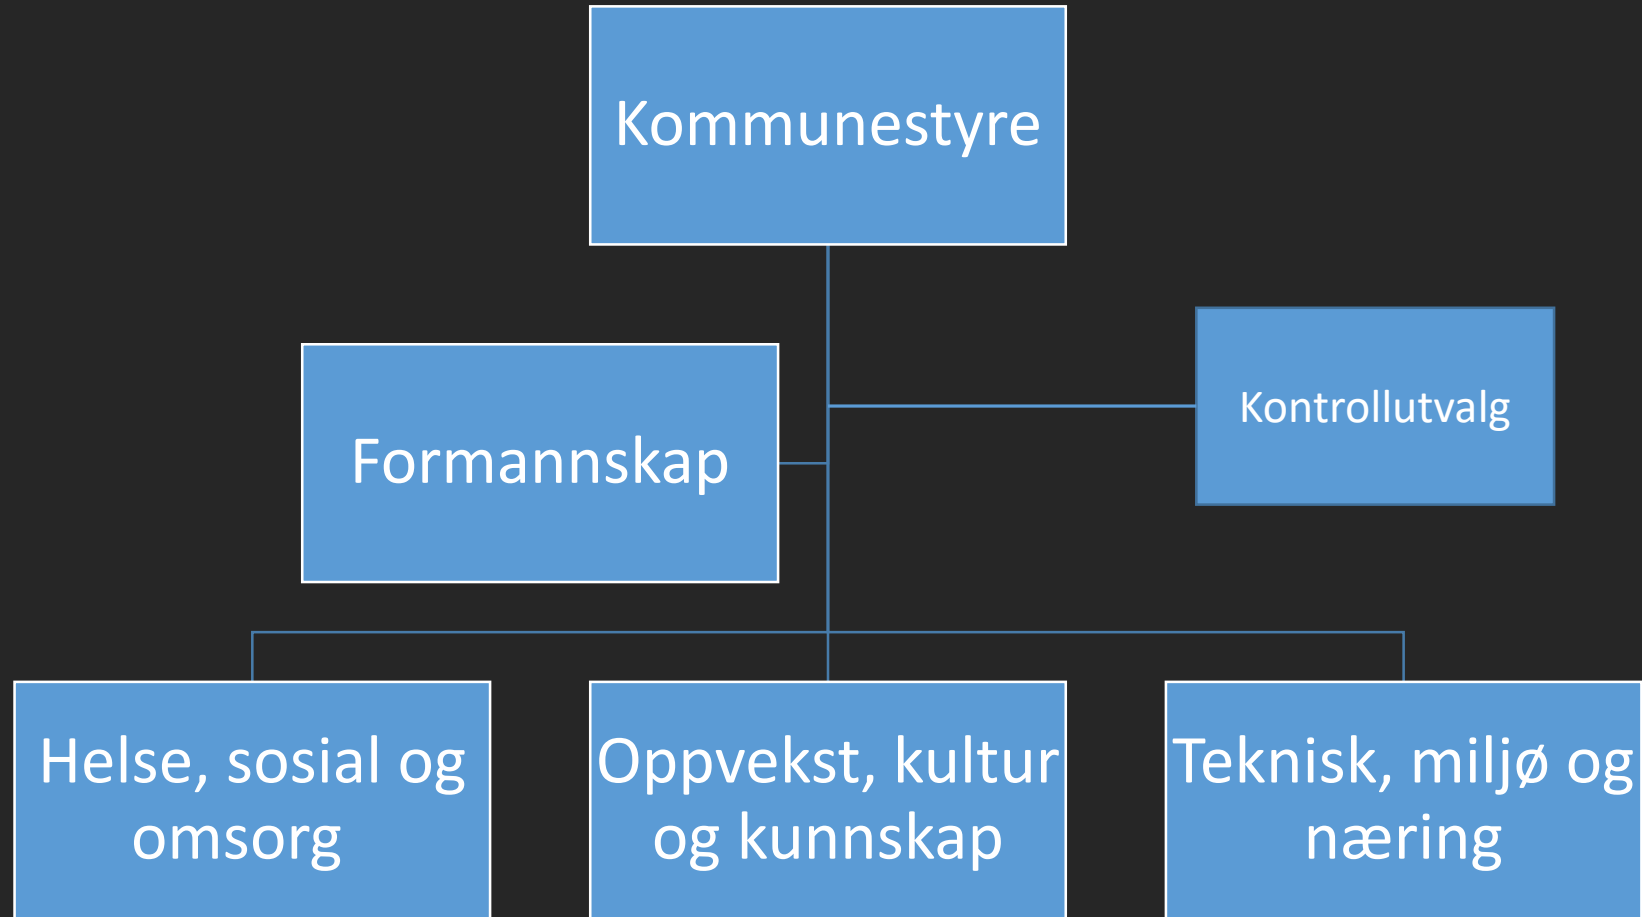 Kommunestyre
Kontrollutvalg
Formannskap
Helse, sosial og
omsorg
Oppvekst, kultur
og kunnskap
Teknisk, miljø og
næring